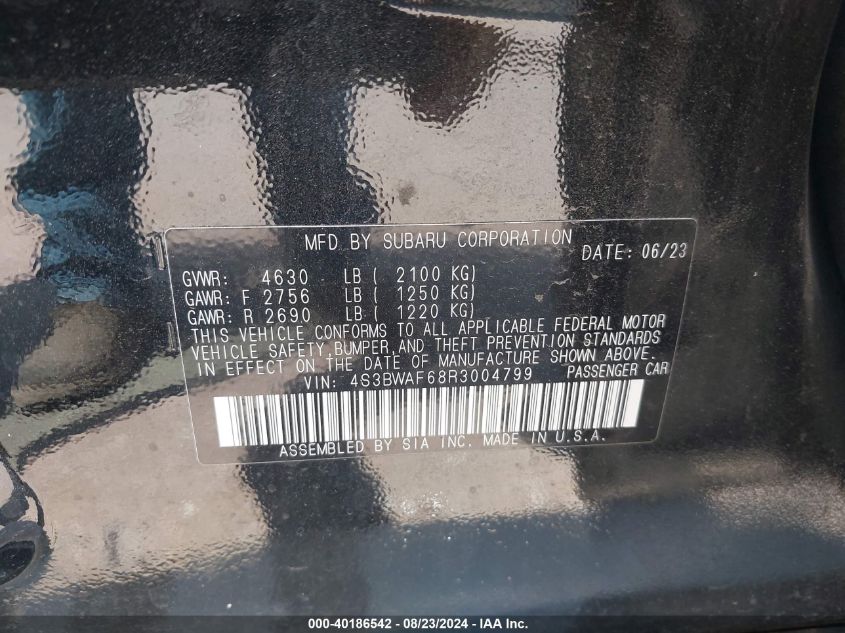 MFD BY SUBARU CORPORATION
DATE: 06/23
GVWR: 4630 LB ( 2100 KG)
GAWR: F 2756 LB ( 1250 KG)
GAWR: R 2690 LB ( 1220 KG)
THIS VEHICLE CONFORMS TO ALL APPLICABLE FEDERAL MOTOR
VEHICLE SAFETY,BUMPER,AND THEFT PREVENTION STANDARDS
IN EFFECT ON THE DATE OF MANUFACTURE SHOWN ABOVE.
VIN: 4S3BWAF68R3004799 PASSENGER CAR
ASSEMBLED BY SIA INC. MADE IN U.S.A.
000-40186542 - 08/23/2024 - IAA Inc.